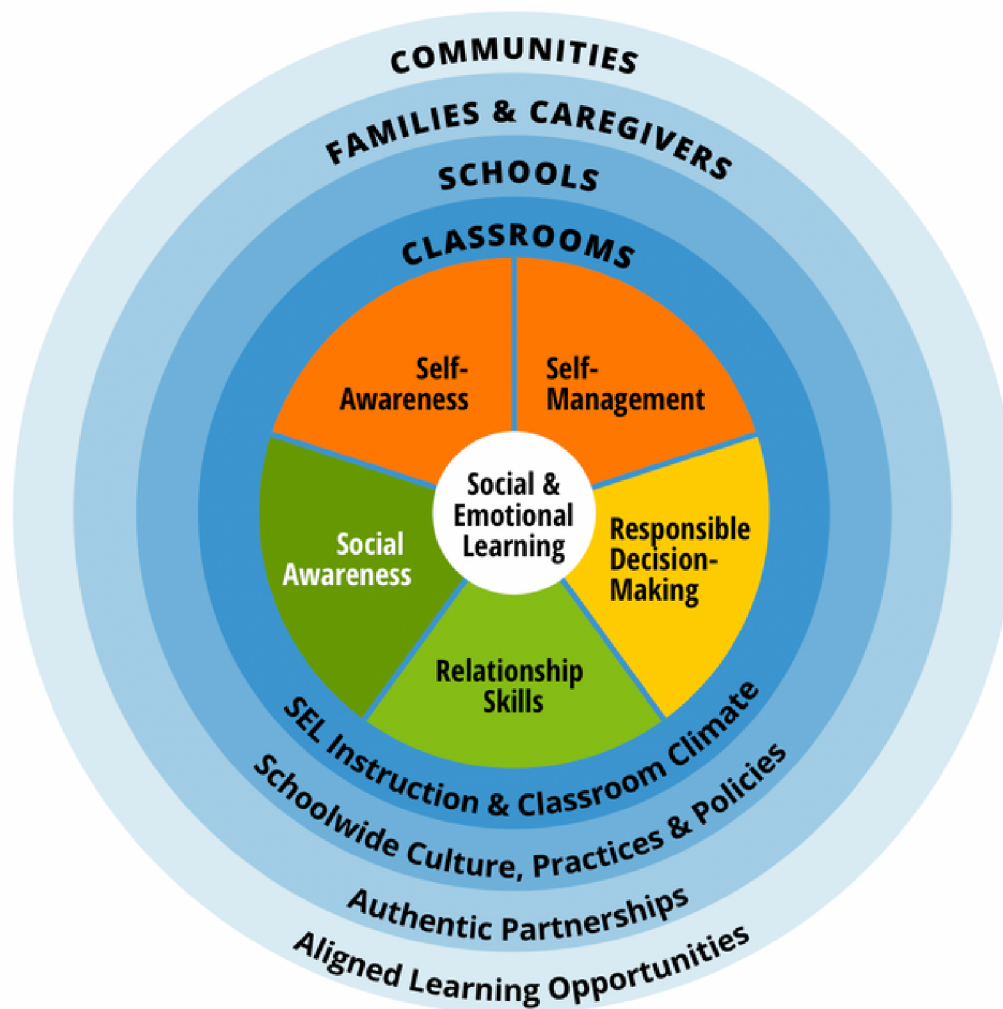 COMMUNITIES
FAMILIES & CAREGIVERS
SCHOOLS
CLASSROOMS
Self-
Awareness
Self-
Management
Social &
Emotional
Learning
Social
Awareness
Responsible
Decision-
Making
Relationship
Skills
SEL Instruction & Classroom Climate
Schoolwide Culture, Practices & Policies
Authentic Partnerships
Aligned Learning Opportunities